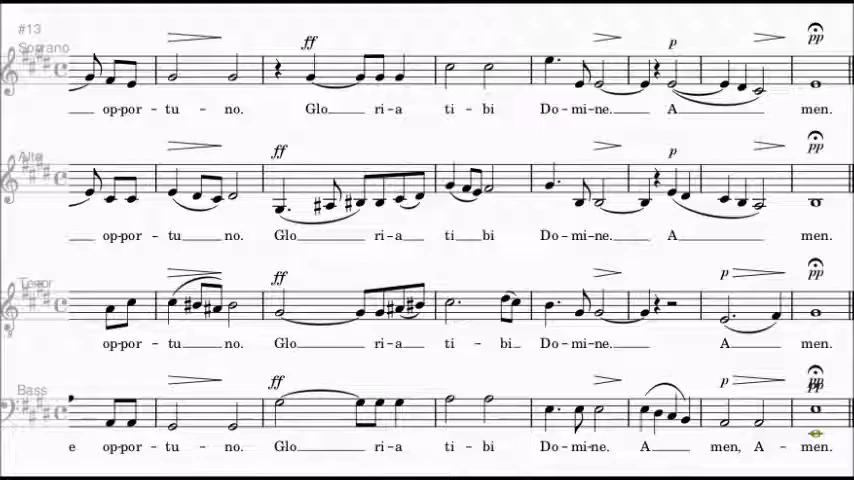 #13
Soprano
ff p pp
op-por-tu-no. Glo ri-a ti-bi Do-mi-ne. A men.
Alto
ff p pp
op-por-tu-no. Glo ri-a ti bi Do-mi-ne. A men.
Tenor
ff p pp
op-por-tu no. Glo ri-a ti-bi Do-mi-ne. A men.
Bass
ff p pp
e op-por-tu-no. Glo ri-a ti-bi Do-mi-ne. A men, A-men.